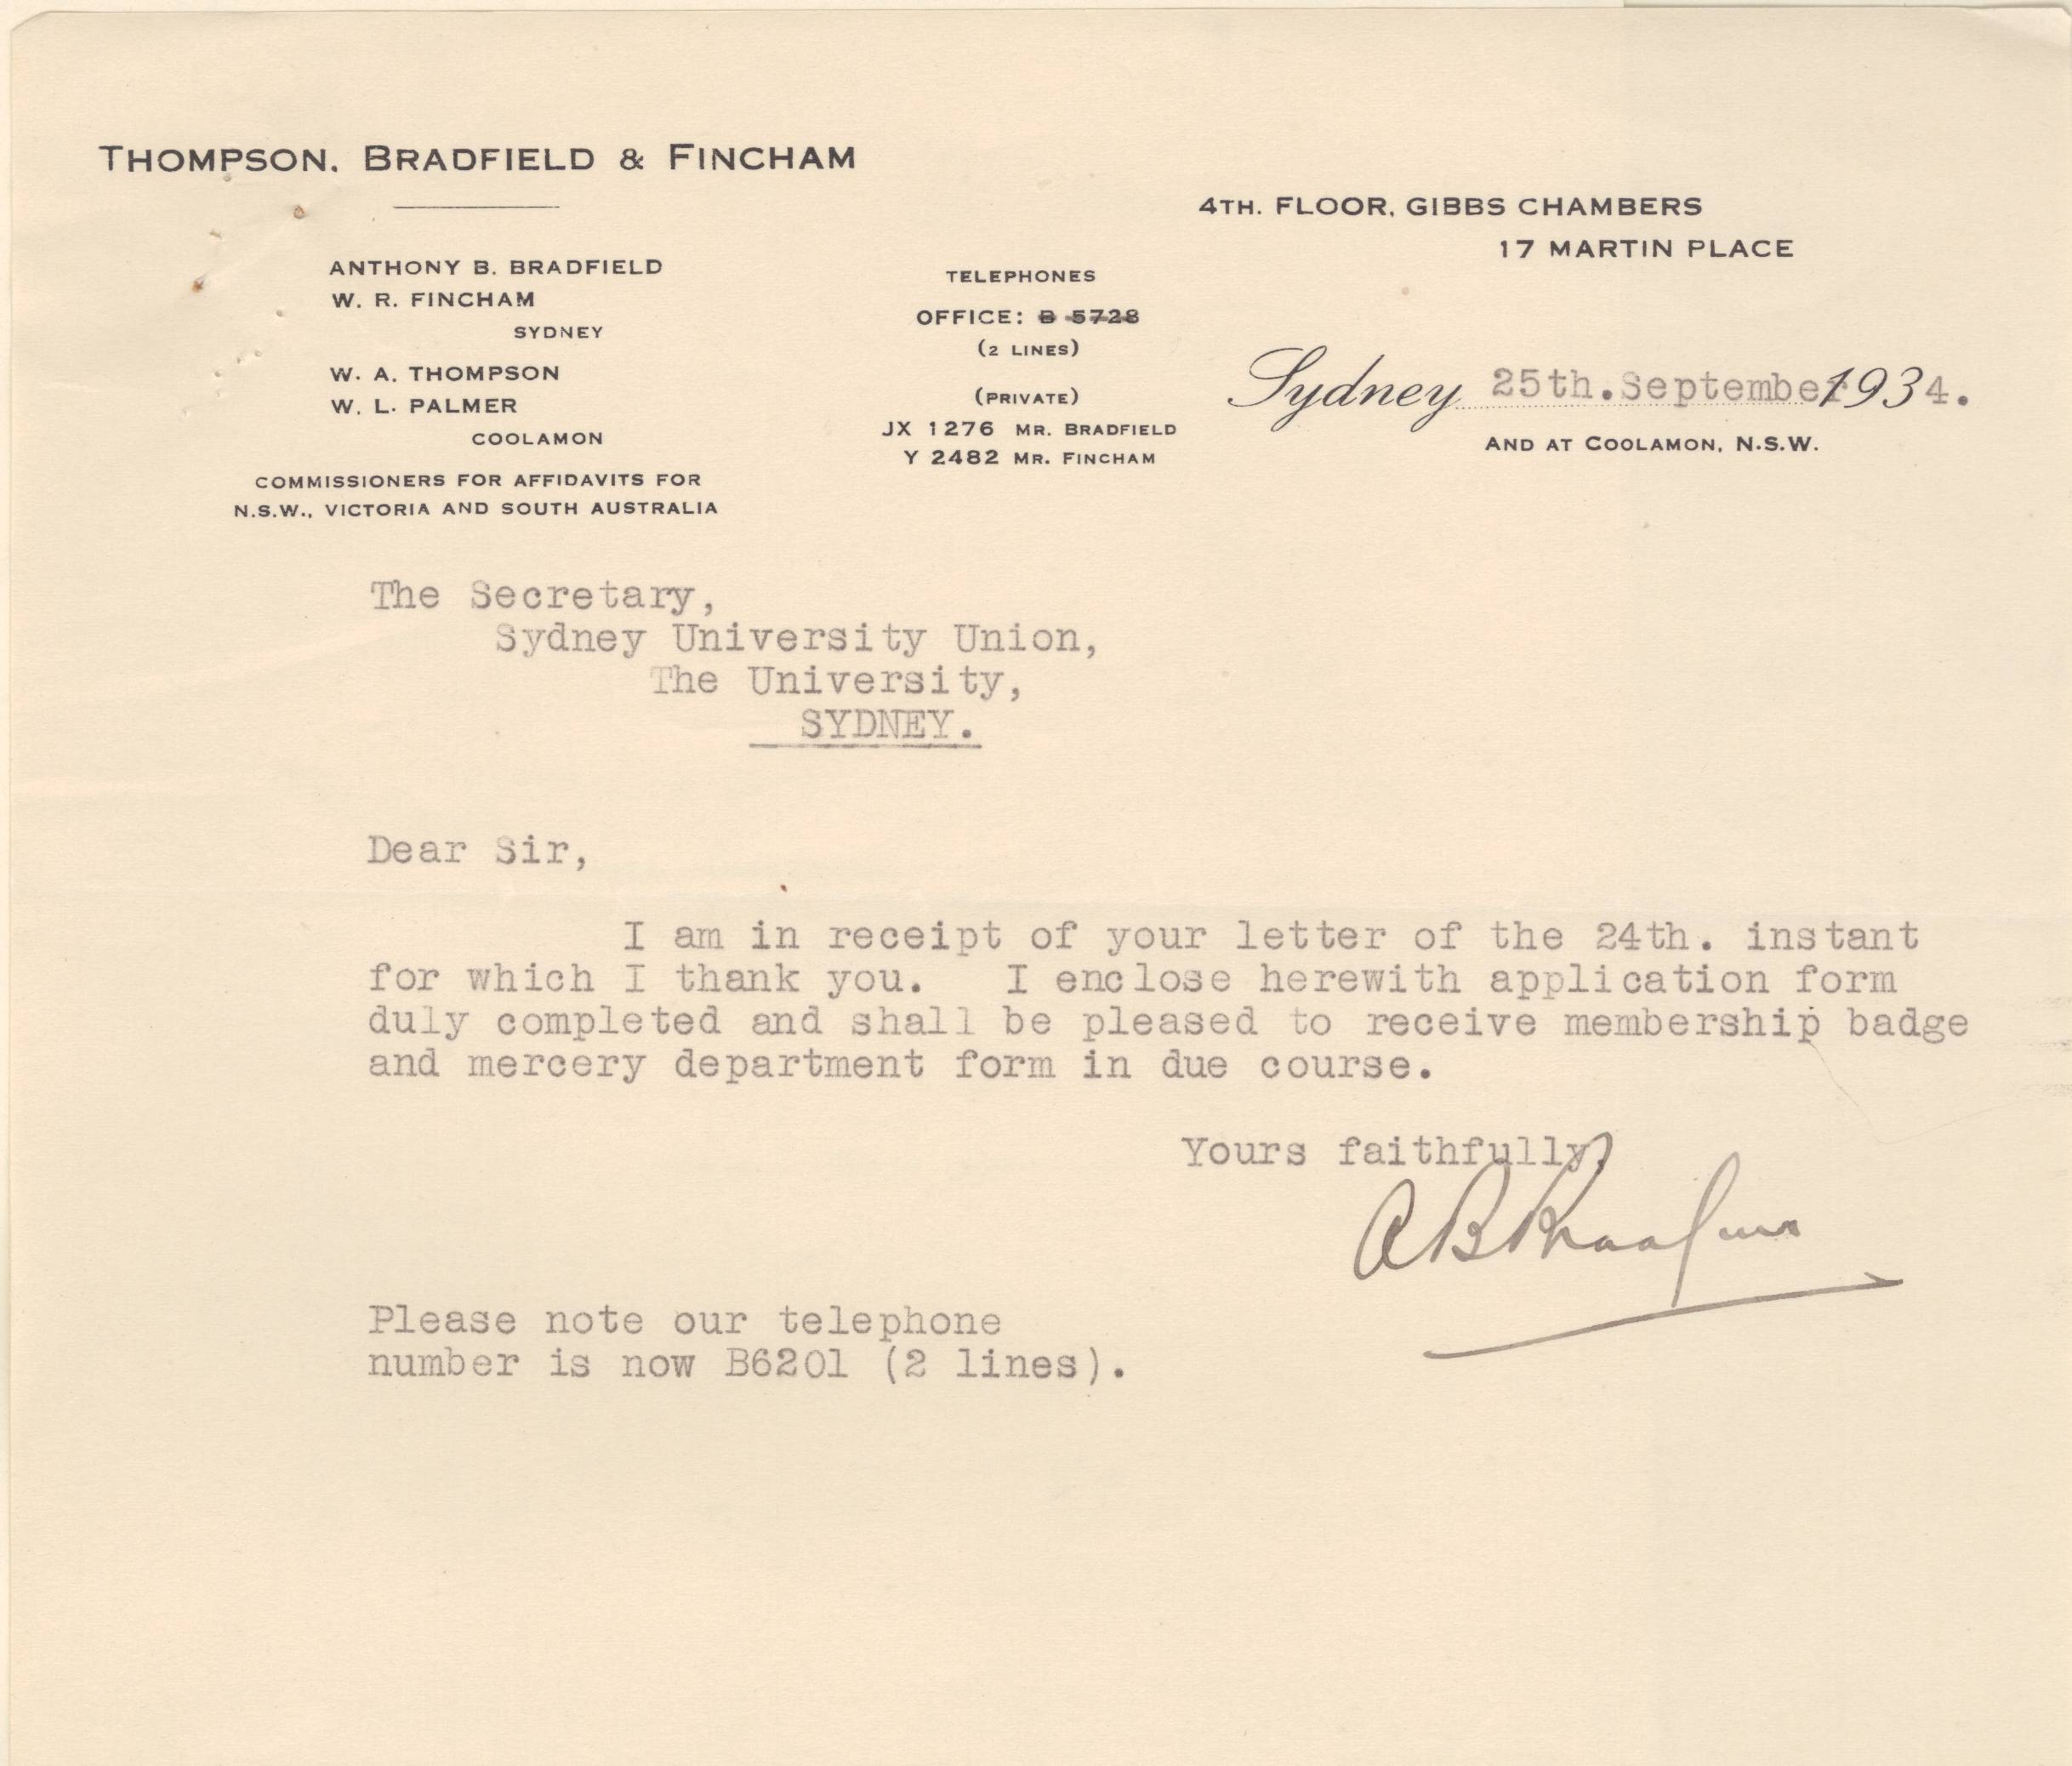 THOMPSON, BRADFIELD & FINCHAM
ANTHONY B. BRADFIELD
W. R. FINCHAM
SYDNEY
W. A. THOMPSON
W. L. PALMER
COOLAMON
COMMISSIONERS FOR AFFIDAVITS FOR
N.S.W., VICTORIA AND SOUTH AUSTRALIA
TELEPHONES
OFFICE: B 5728
(2 LINES)
(PRIVATE)
JX 1276 MR. BRADFIELD
Y 2482 MR. FINCHAM
4TH. FLOOR, GIBBS CHAMBERS
17 MARTIN PLACE
Sydney 25th.September 1934.
AND AT COOLAMON, N.S.W.
The Secretary,
Sydney University Union,
The University,
SYDNEY.
Dear Sir,
I am in receipt of your letter of the 24th. instant
for which I thank you. I enclose herewith application form
duly completed and shall be pleased to receive membership badge
and mercery department form in due course.
Yours faithfully,
A B Bradfield
Please note our telephone
number is now B6201 (2 lines).